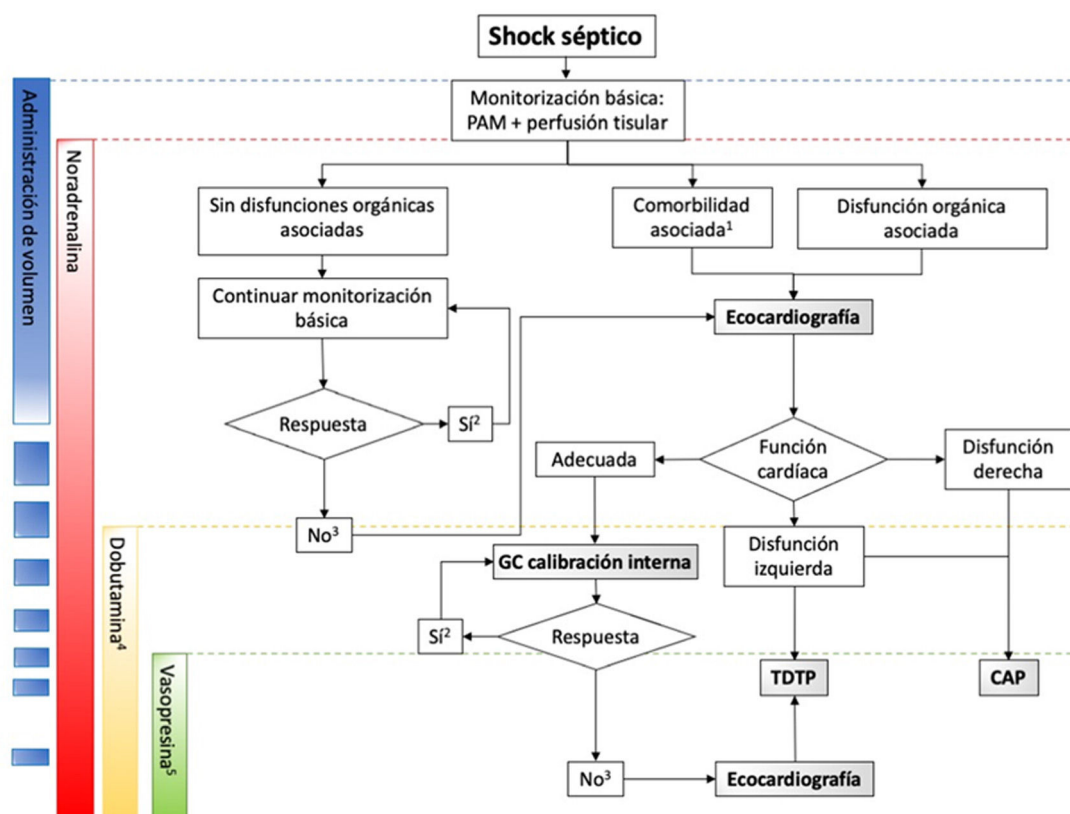 Shock séptico
Monitorización básica:
PAM + perfusión tisular
Administración de volumen
Noradrenalina
Sin disfunciones orgánicas
asociadas
Comorbilidad
asociada¹
Disfunción orgánica
asociada
Continuar monitorización
básica
Ecocardiografía
Respuesta
Sí²
Función
cardíaca
Adecuada
Disfunción
derecha
No³
Dobutamina⁴
GC calibración interna
Disfunción
izquierda
Sí²
Respuesta
Vasopresina⁵
TDTP
CAP
No³
Ecocardiografía